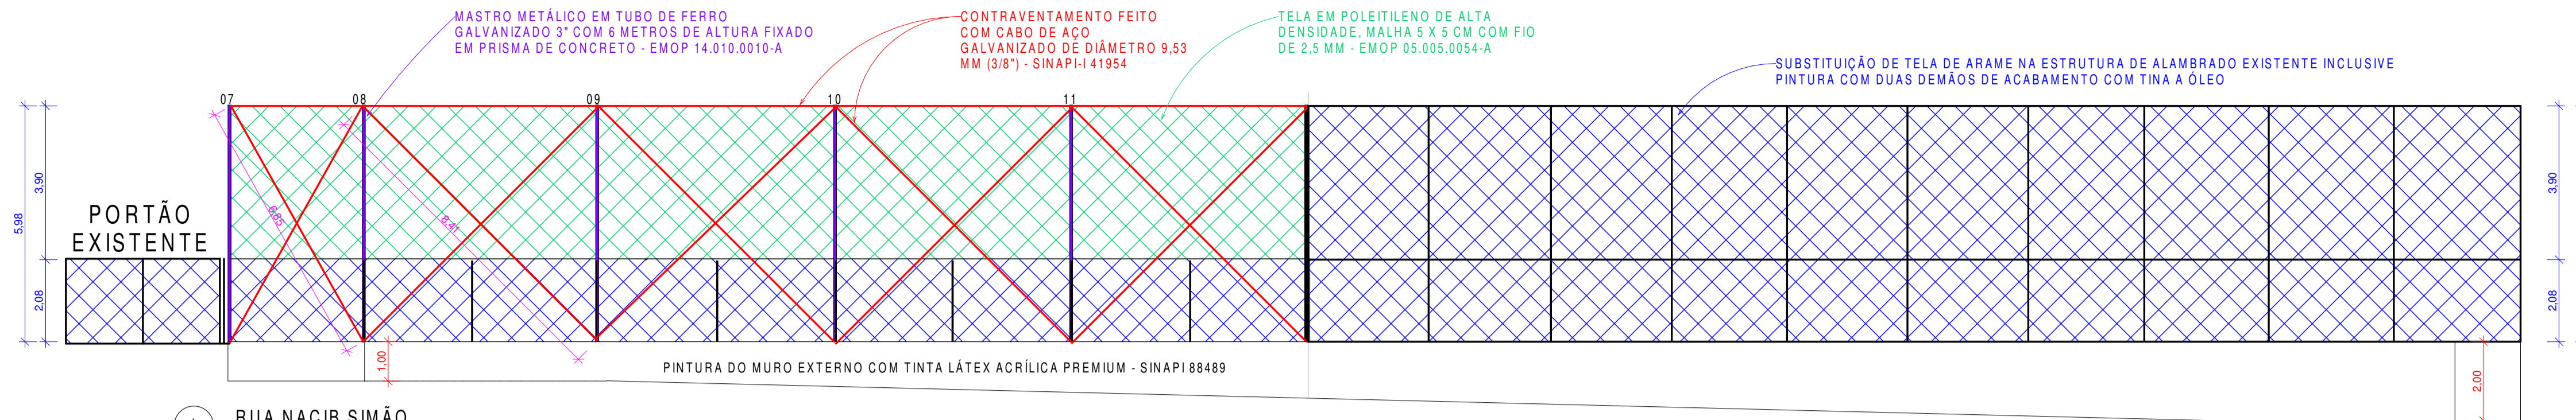 MASTRO METÁLICO EM TUBO DE FERRO
GALVANIZADO 3" COM 6 METROS DE ALTURA FIXADO
EM PRISMA DE CONCRETO - EMOP 14.010.0010-A
CONTRAVENTAMENTO FEITO
COM CABO DE AÇO
GALVANIZADO DE DIÂMETRO 9,53
MM (3/8") - SINAPI-I 41954
TELA EM POLEITILENO DE ALTA
DENSIDADE, MALHA 5 X 5 CM COM FIO
DE 2,5 MM - EMOP 05.005.0054-A
SUBSTITUIÇÃO DE TELA DE ARAME NA ESTRUTURA DE ALAMBRADO EXISTENTE INCLUSIVE
PINTURA COM DUAS DEMÃOS DE ACABAMENTO COM TINA A ÓLEO
07
08
09
10
11
5,98
3,90
2,08
PORTÃO
EXISTENTE
6,85
8,41
3,90
2,08
1,00
PINTURA DO MURO EXTERNO COM TINTA LÁTEX ACRÍLICA PREMIUM - SINAPI 88489
2,00
RUA NACIB SIMÃO